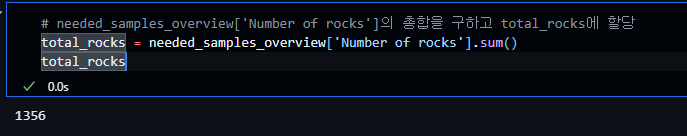 # needed_samples_overview['Number of rocks']의 총합을 구하고 total_rocks에 할당
total_rocks = needed_samples_overview['Number of rocks'].sum()
total_rocks
0.0s
1356